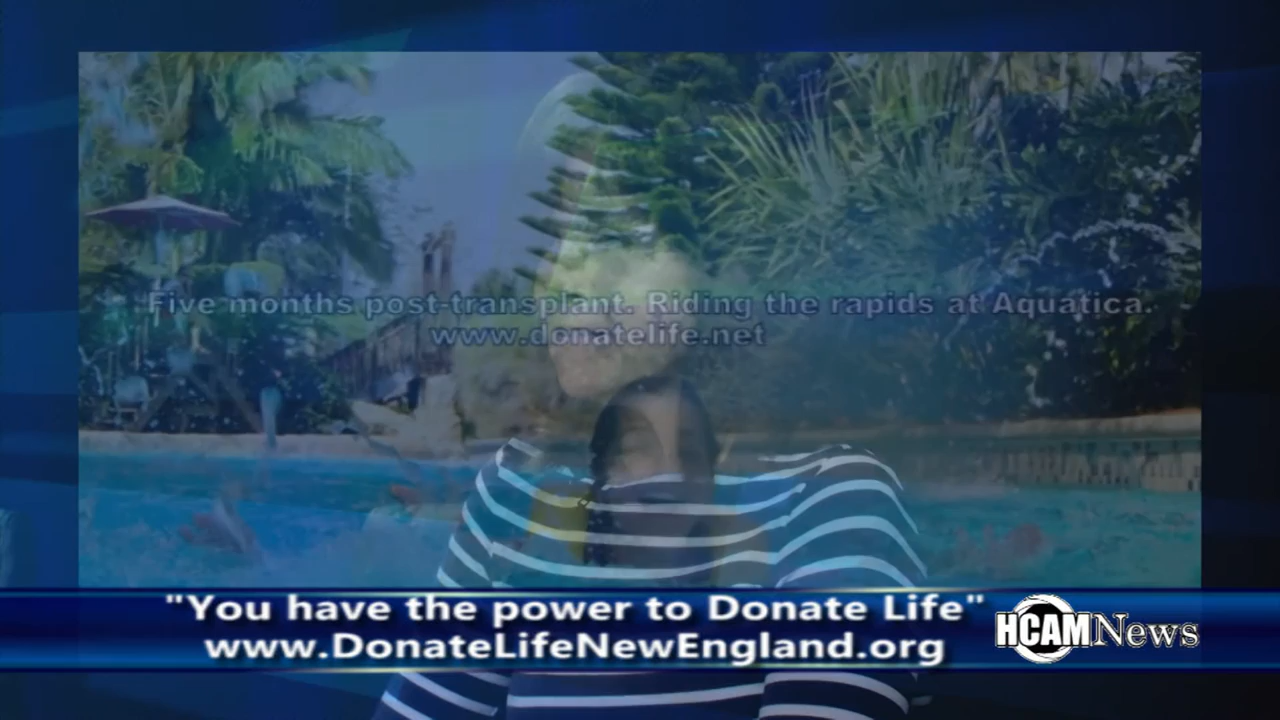 Five months post-transplant. Riding the rapids at Aquatica.
www.donatelife.net
"You have the power to Donate Life"
www.DonateLifeNewEngland.org
HCAMNews